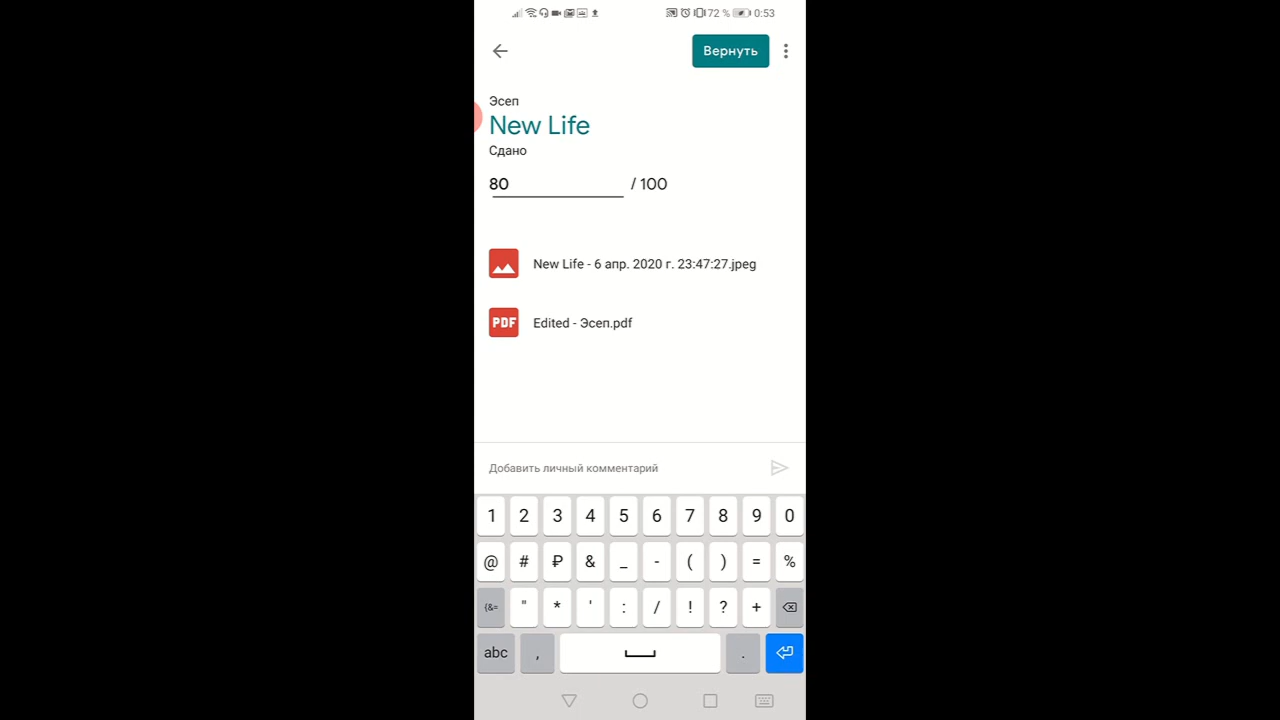 72 % 0:53
Вернуть
Эсеп
New Life
Сдано
80 / 100
New Life - 6 апр. 2020 г. 23:47:27.jpeg
PDF Edited - Эсеп.pdf
Добавить личный комментарий
1 2 3 4 5 6 7 8 9 0
@ # ₽ & _ - ( ) = %
{&= " * ' : / ! ? +
abc , .